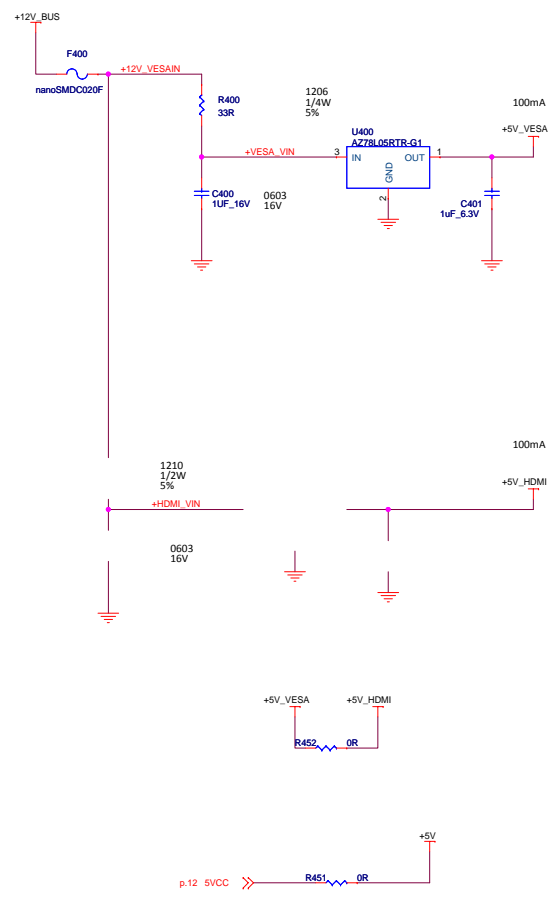 +12V_BUS
F400
nanoSMDC020F
+12V_VESAIN
R400
33R
1206
1/4W
5%
100mA
+5V_VESA
U400
AZ78L05RTR-G1
+VESA_VIN
3
IN
OUT
1
GND
2
C400
1UF_16V
0603
16V
C401
1uF_6.3V
100mA
1210
1/2W
5%
+HDMI_VIN
+5V_HDMI
0603
16V
+5V_VESA
+5V_HDMI
R452
0R
+5V
p.12 5VCC
R451
0R